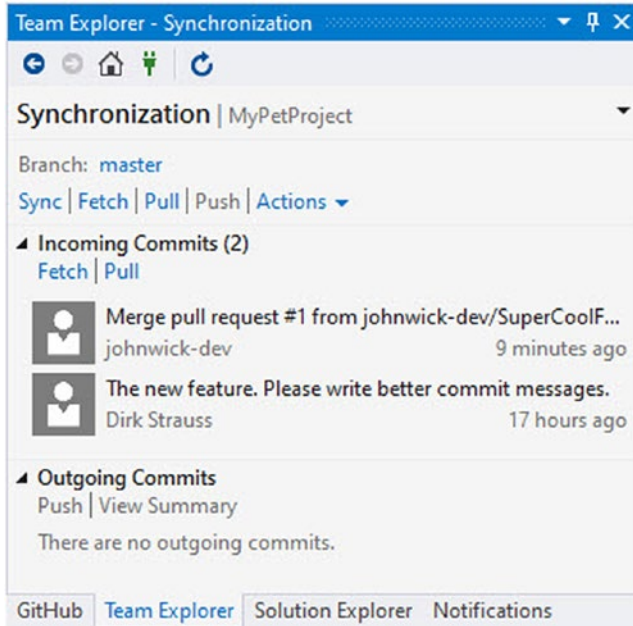 Team Explorer - Synchronization
Synchronization | MyPetProject
Branch: master
Sync | Fetch | Pull | Push | Actions
Incoming Commits (2)
Fetch | Pull
Merge pull request #1 from johnwick-dev/SuperCoolF...
johnwick-dev 9 minutes ago
The new feature. Please write better commit messages.
Dirk Strauss 17 hours ago
Outgoing Commits
Push | View Summary
There are no outgoing commits.
GitHub Team Explorer Solution Explorer Notifications